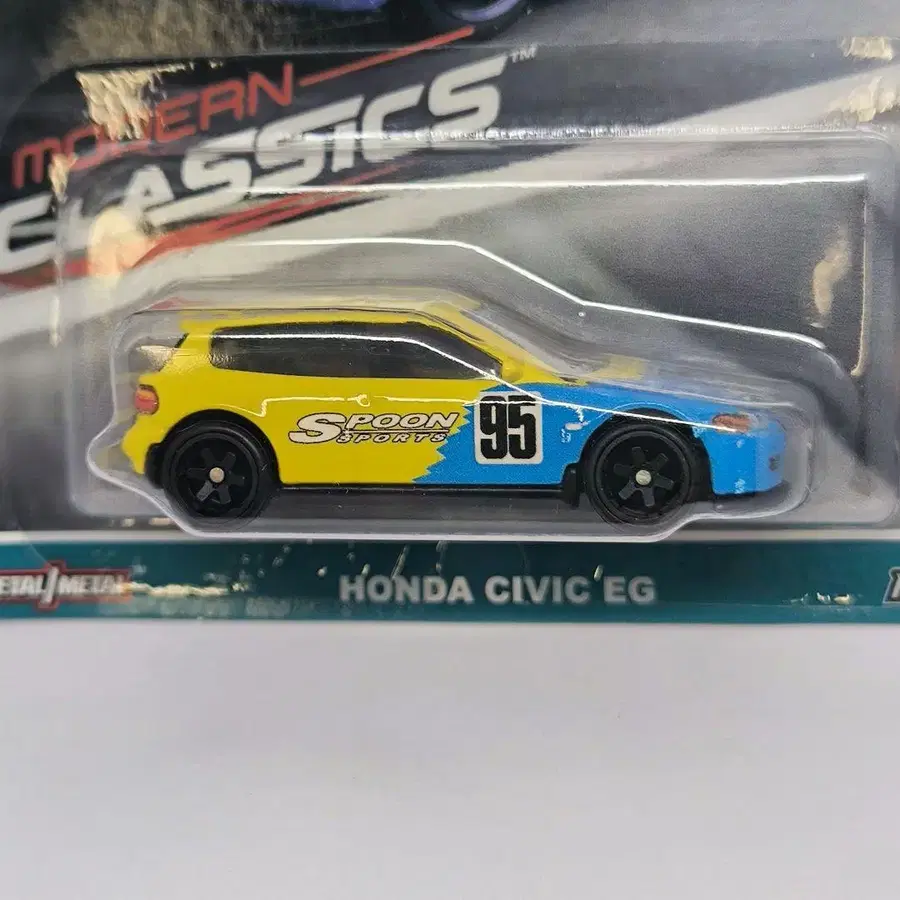 MODERN
CLASSICS™
SPOON
SPORTS
95
METAL/METAL
HONDA CIVIC EG